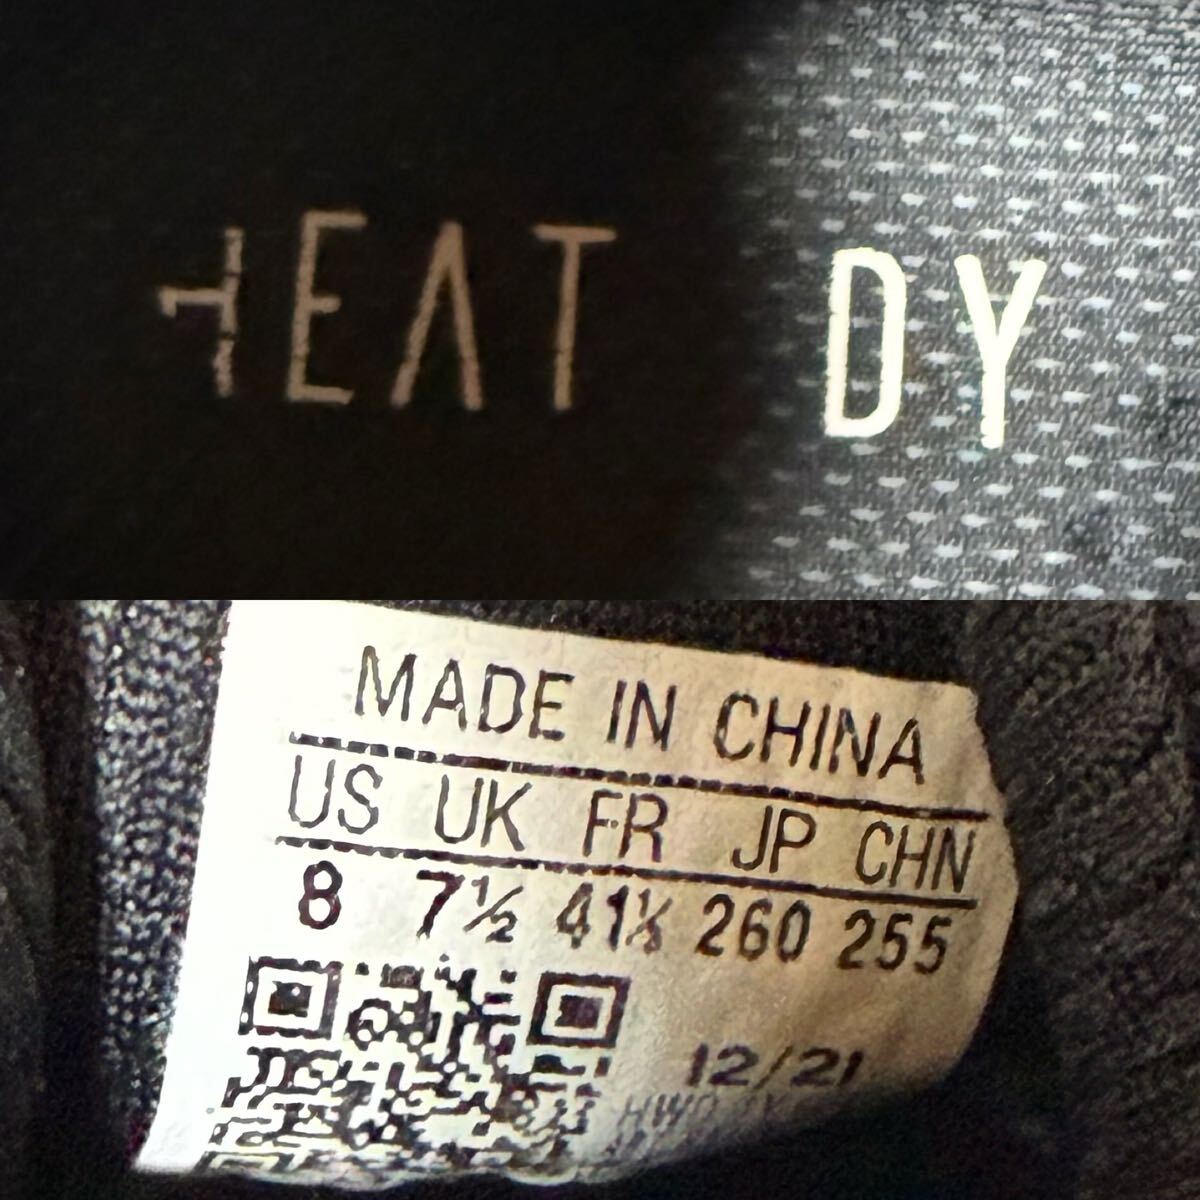 HEAT DY
MADE IN CHINA
US UK FR JP CHN
8 7½ 41⅓ 260 255
12/21